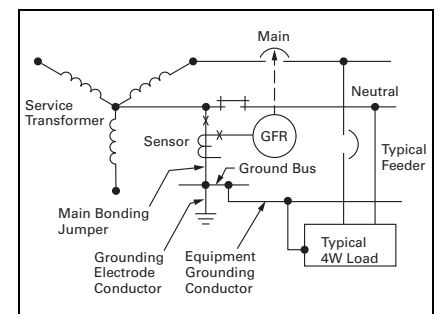 Main
Neutral
Service
Transformer
Sensor
GFR
Typical
Feeder
Ground Bus
Main Bonding
Jumper
Grounding
Electrode
Conductor
Equipment
Grounding
Conductor
Typical
4W Load